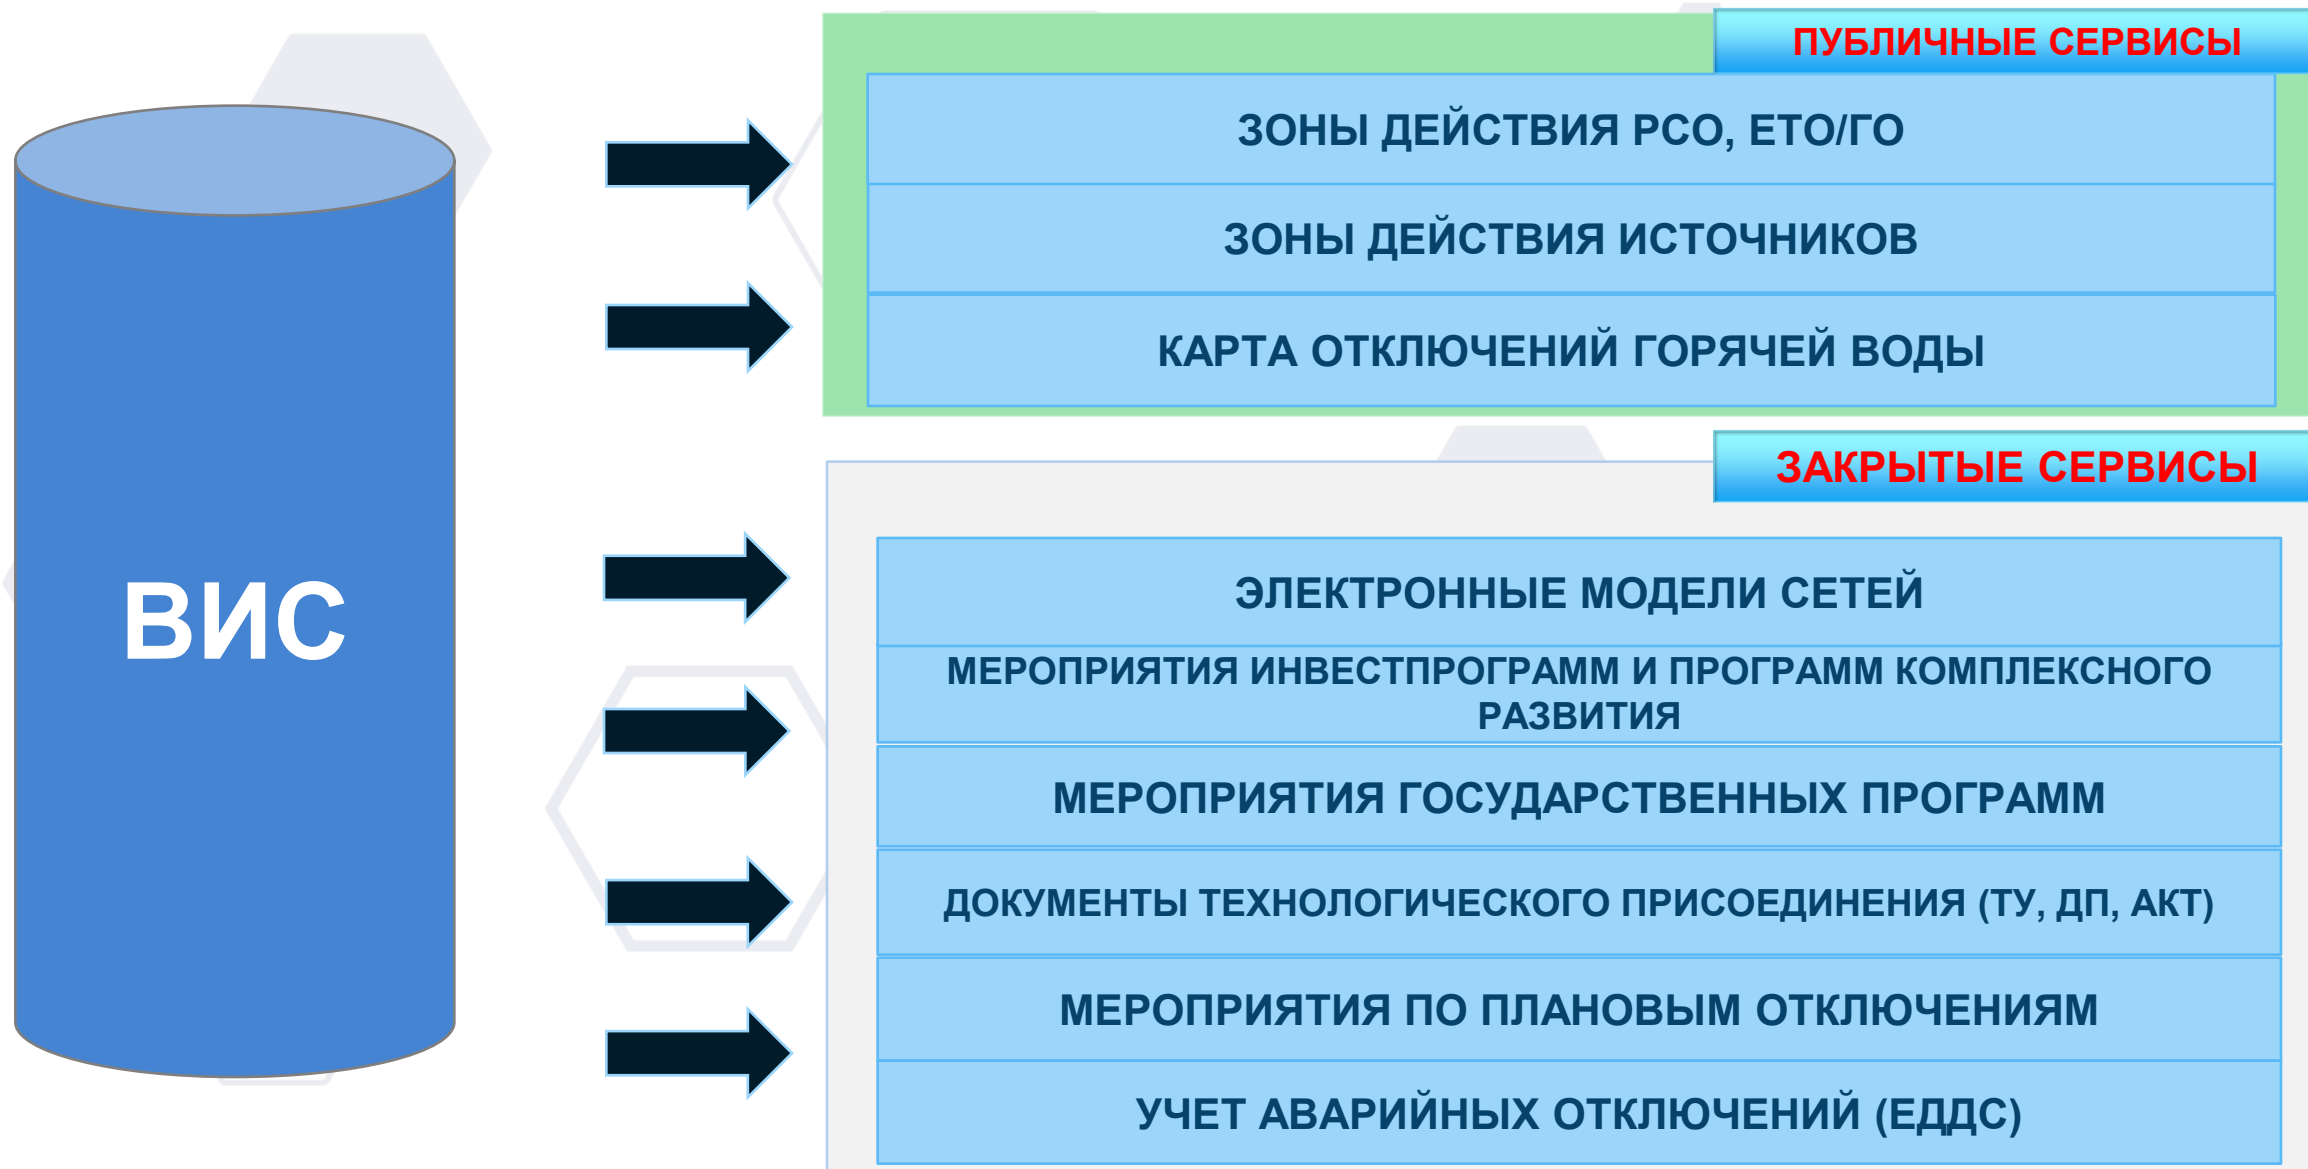 ПУБЛИЧНЫЕ СЕРВИСЫ
ЗОНЫ ДЕЙСТВИЯ РСО, ЕТО/ГО
ЗОНЫ ДЕЙСТВИЯ ИСТОЧНИКОВ
КАРТА ОТКЛЮЧЕНИЙ ГОРЯЧЕЙ ВОДЫ
ВИС
ЗАКРЫТЫЕ СЕРВИСЫ
ЭЛЕКТРОННЫЕ МОДЕЛИ СЕТЕЙ
МЕРОПРИЯТИЯ ИНВЕСТПРОГРАММ И ПРОГРАММ КОМПЛЕКСНОГО
РАЗВИТИЯ
МЕРОПРИЯТИЯ ГОСУДАРСТВЕННЫХ ПРОГРАММ
ДОКУМЕНТЫ ТЕХНОЛОГИЧЕСКОГО ПРИСОЕДИНЕНИЯ (ТУ, ДП, АКТ)
МЕРОПРИЯТИЯ ПО ПЛАНОВЫМ ОТКЛЮЧЕНИЯМ
УЧЕТ АВАРИЙНЫХ ОТКЛЮЧЕНИЙ (ЕДДС)